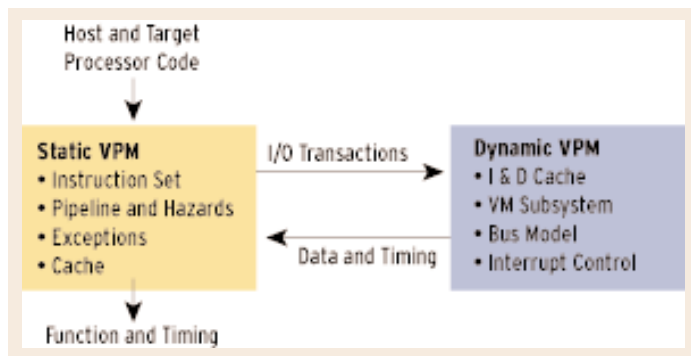 Host and Target
Processor Code
Static VPM
• Instruction Set
• Pipeline and Hazards
• Exceptions
• Cache
I/O Transactions
Data and Timing
Dynamic VPM
• I & D Cache
• VM Subsystem
• Bus Model
• Interrupt Control
Function and Timing